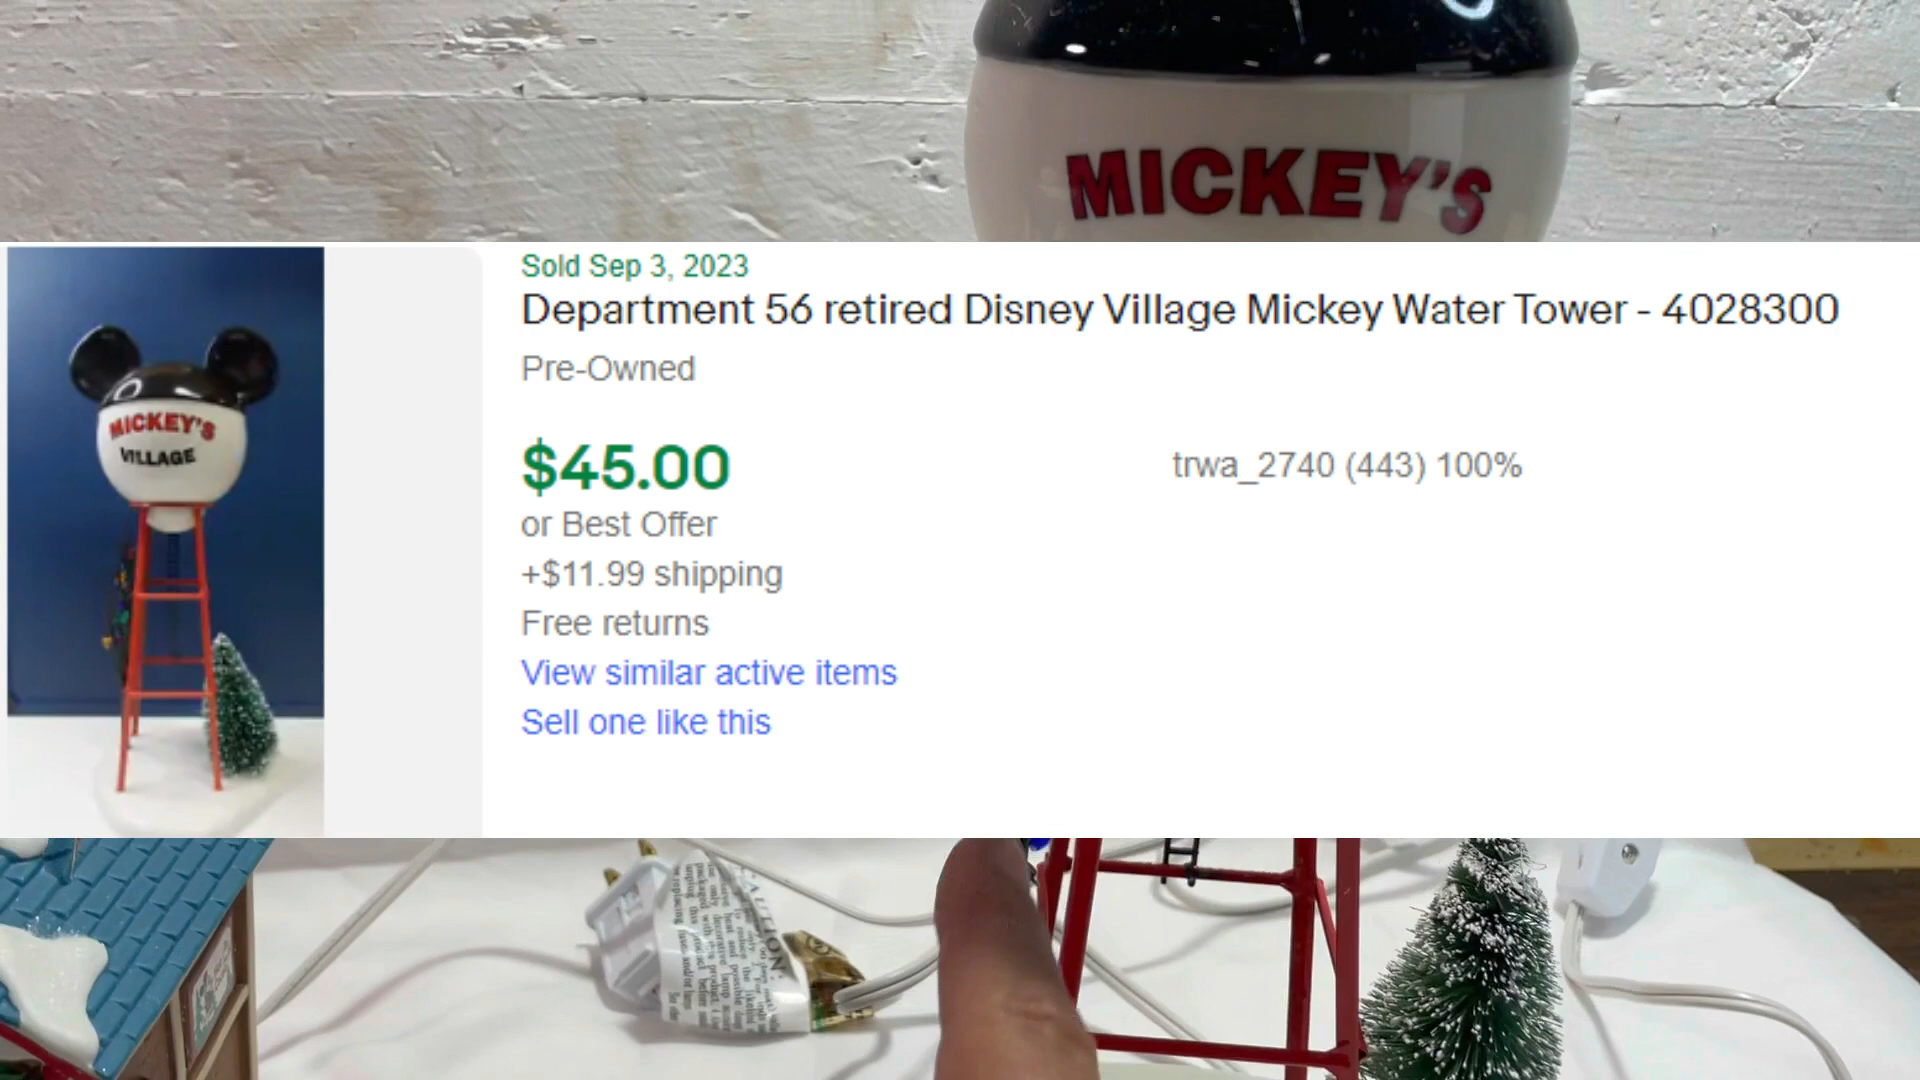 MICKEY'S
Sold Sep 3, 2023
Department 56 retired Disney Village Mickey Water Tower - 4028300
Pre-Owned
$45.00
trwa_2740 (443) 100%
or Best Offer
+$11.99 shipping
Free returns
View similar active items
Sell one like this
MICKEY'S
VILLAGE
CAUTION: